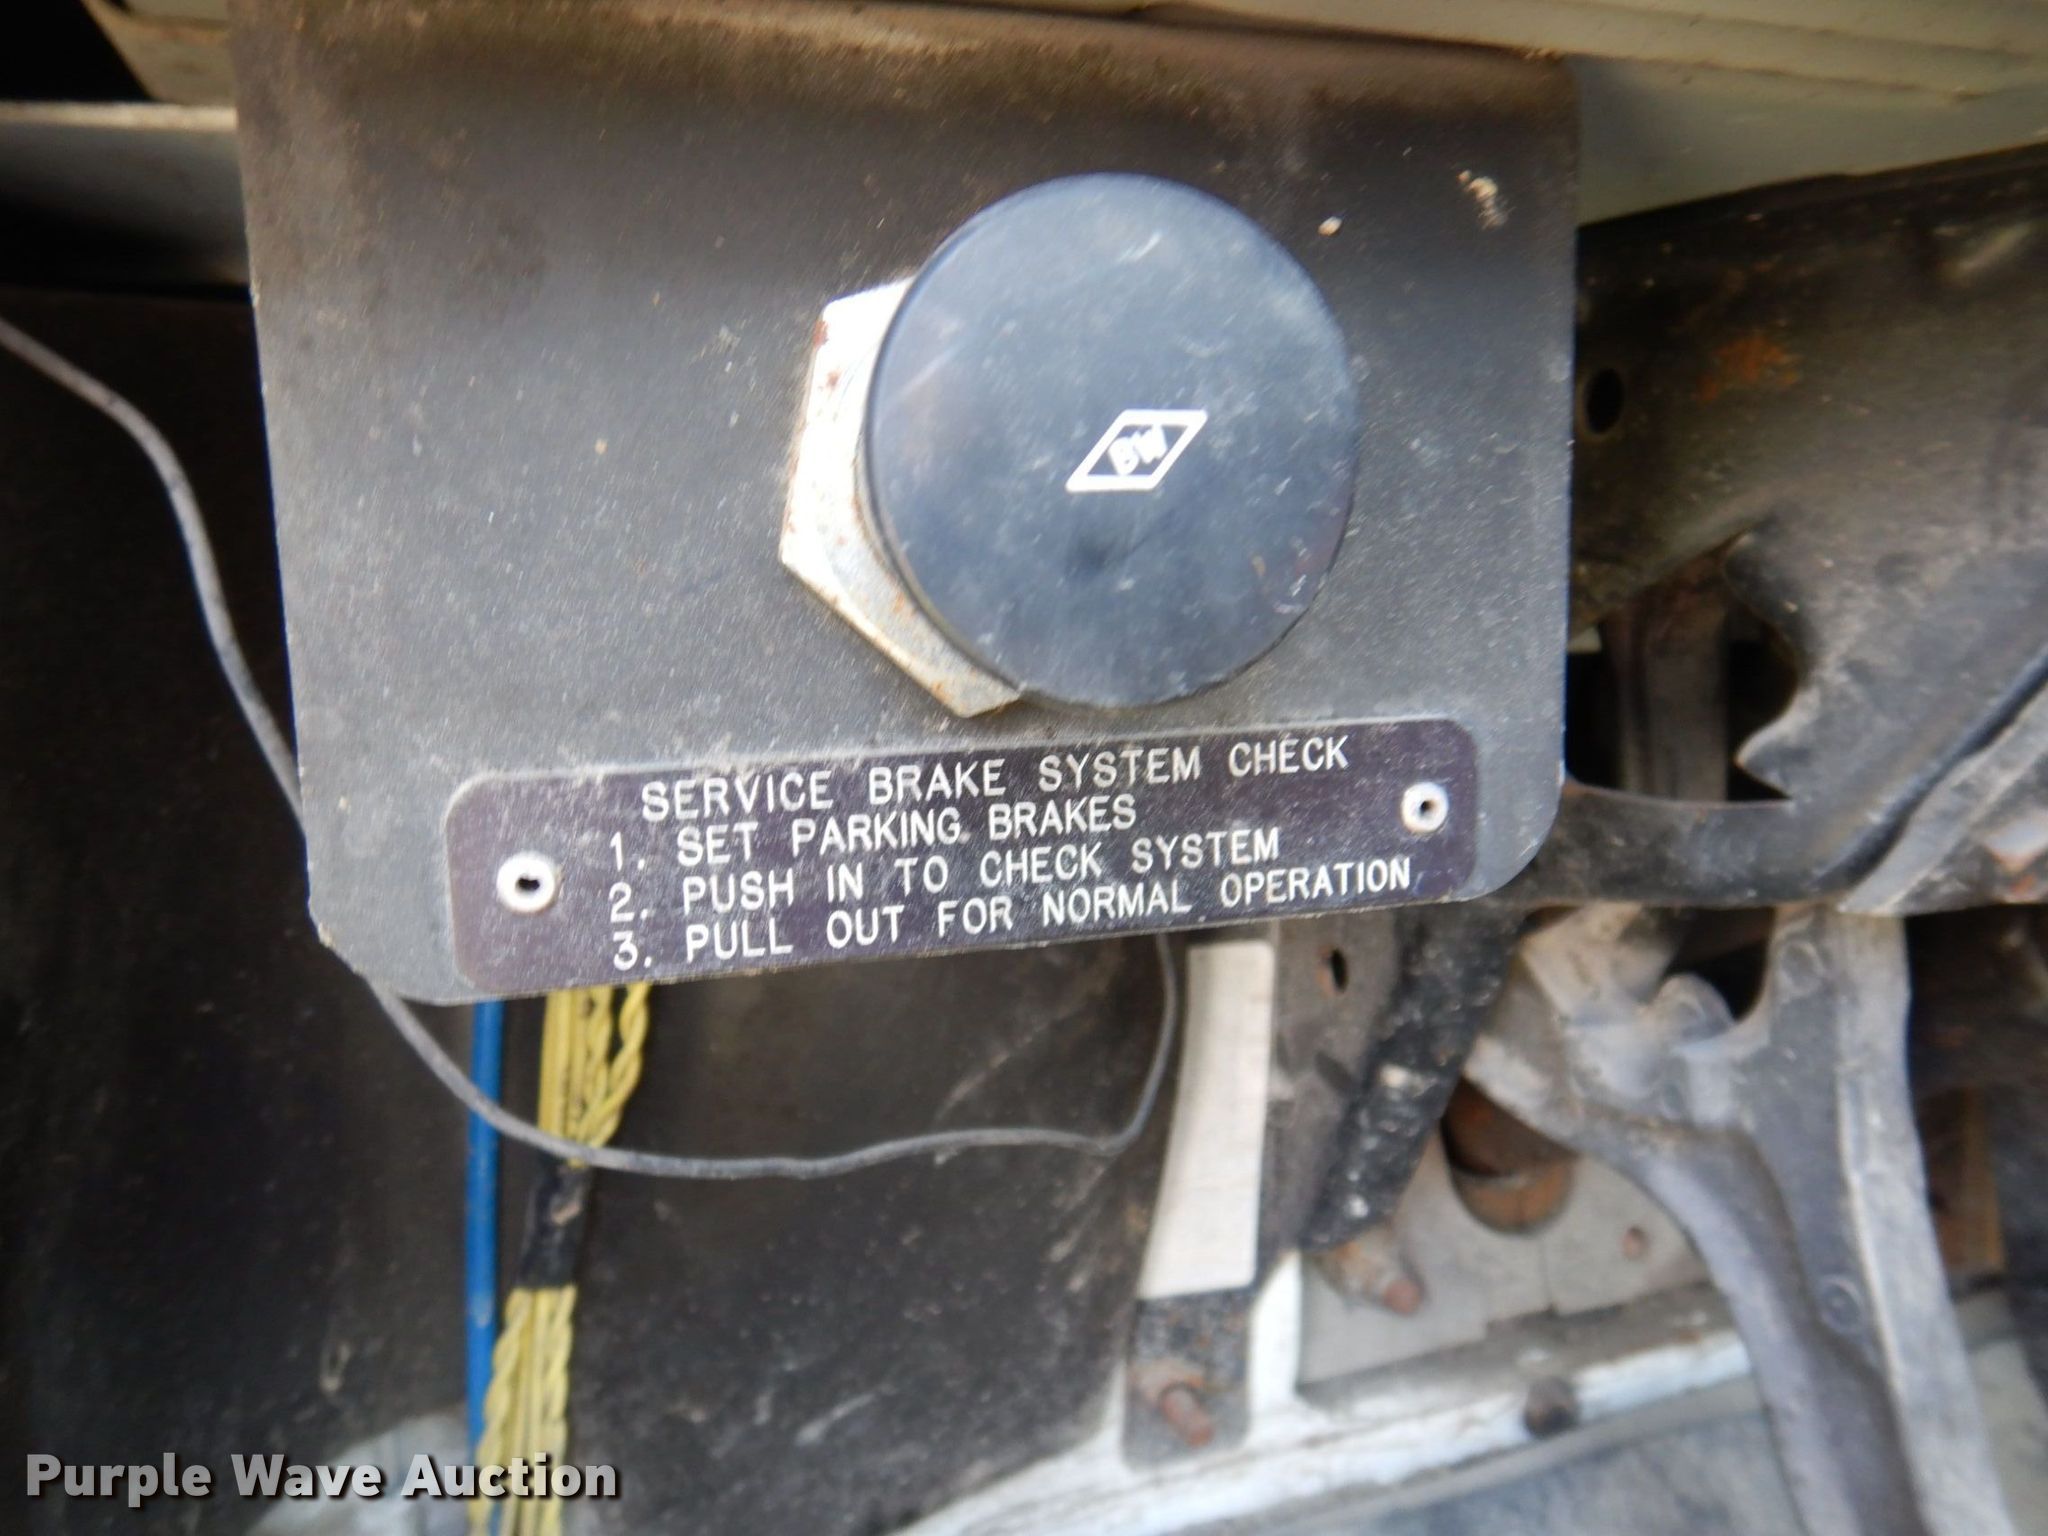 BW
SERVICE BRAKE SYSTEM CHECK
1. SET PARKING BRAKES
2. PUSH IN TO CHECK SYSTEM
3. PULL OUT FOR NORMAL OPERATION
Purple Wave Auction